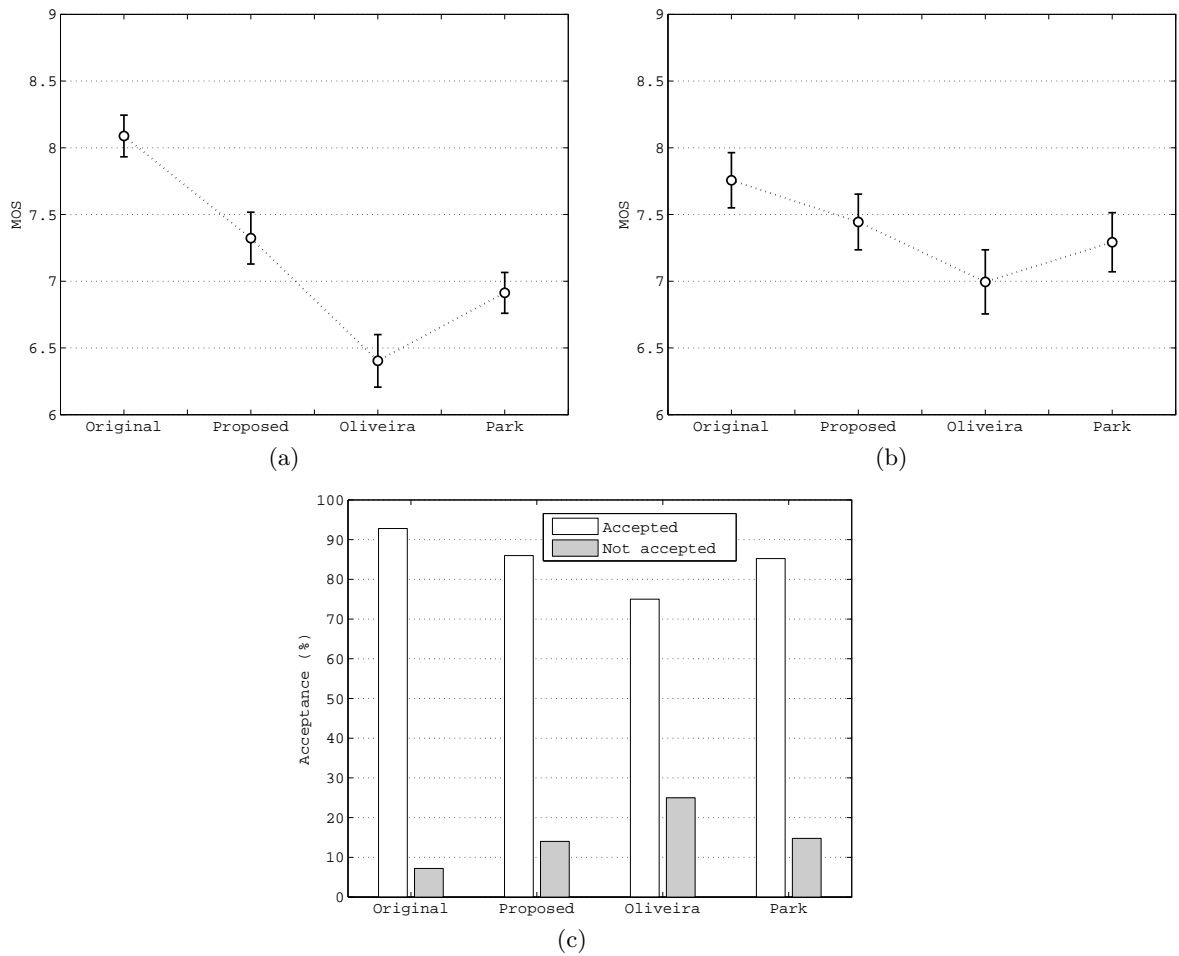 9
8.5
8
7.5
7
6.5
6
MOS
Original Proposed Oliveira Park
(a)
9
8.5
8
7.5
7
6.5
6
MOS
Original Proposed Oliveira Park
(b)
100
90
80
70
60
50
40
30
20
10
0
Acceptance (%)
Accepted
Not accepted
Original Proposed Oliveira Park
(c)